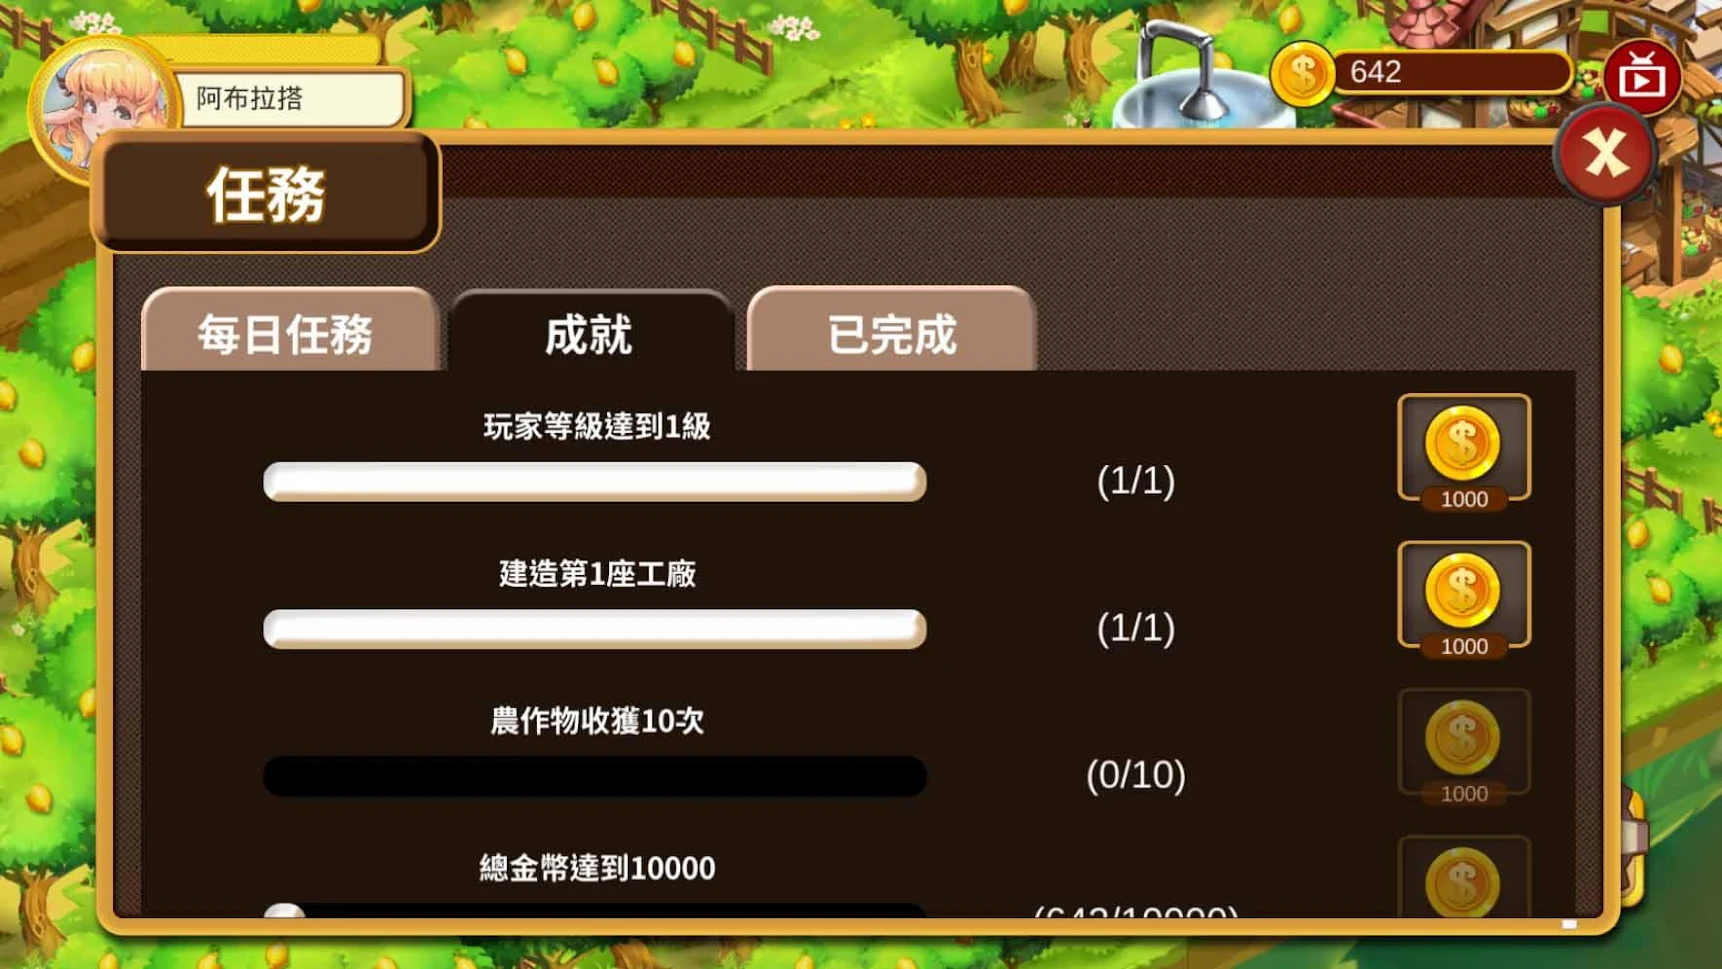 阿布拉搭
642
任務
每日任務
成就
已完成
玩家等級達到1級
(1/1)
1000
建造第1座工廠
(1/1)
1000
農作物收獲10次
(0/10)
1000
總金幣達到10000
(642/10000)